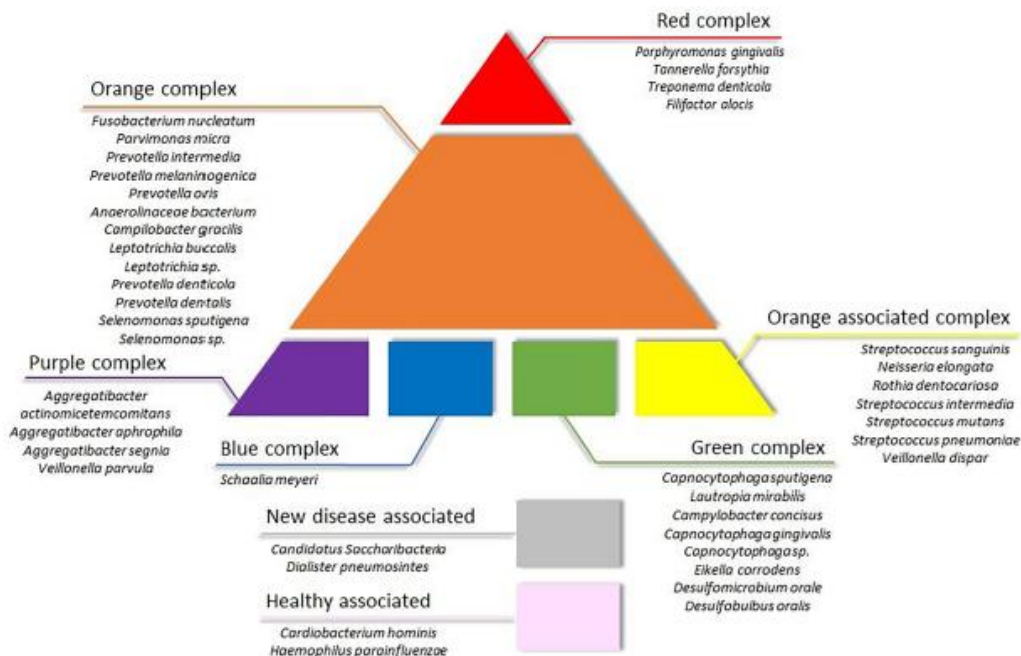 Red complex
Porphyromonas gingivalis
Tannerella forsythia
Treponema denticola
Filifactor alocis
Orange complex
Fusobacterium nucleatum
Parvimonas micra
Prevotella intermedia
Prevotella melaninogenica
Prevotella oris
Anaerolinaceae bacterium
Campilobacter gracilis
Leptotrichia buccalis
Leptotrichia sp.
Prevotella denticola
Prevotella dentalis
Selenomonas sputigena
Selenomonas sp.
Orange associated complex
Streptococcus sanguinis
Neisseria elongata
Rothia dentocariosa
Streptococcus intermedia
Streptococcus mutans
Streptococcus pneumoniae
Veillonella dispar
Purple complex
Aggregatibacter
actinomicetemcomitans
Aggregatibacter aphrophila
Aggregatibacter segnia
Veillonella parvula
Blue complex
Schaalia meyeri
Green complex
Capnocytophaga sputigena
Lautropia mirabilis
Campylobacter concisus
Capnocytophaga gingivalis
Capnocytophaga sp.
Eikella corrodens
Desulfomicrobium orale
Desulfobulbus oralis
New disease associated
Candidatus Saccharibacteria
Dialister pneumosintes
Healthy associated
Cardiobacterium hominis
Haemophilus parainfluenzae